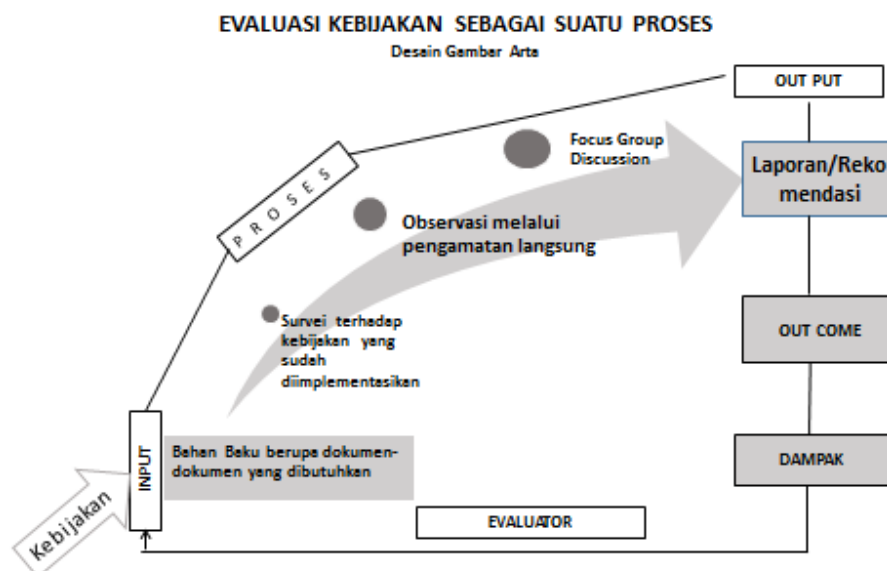 EVALUASI KEBIJAKAN SEBAGAI SUATU PROSES
Desain Gambar Arta
OUT PUT
Focus Group
Discussion
Laporan/Reko
mendasi
P R O S E S
Observasi melalui
pengamatan langsung
Survei terhadap
kebijakan yang
sudah
diimplementasikan
OUT COME
INPUT
Bahan Baku berupa dokumen-
dokumen yang dibutuhkan
DAMPAK
Kebijakan
EVALUATOR